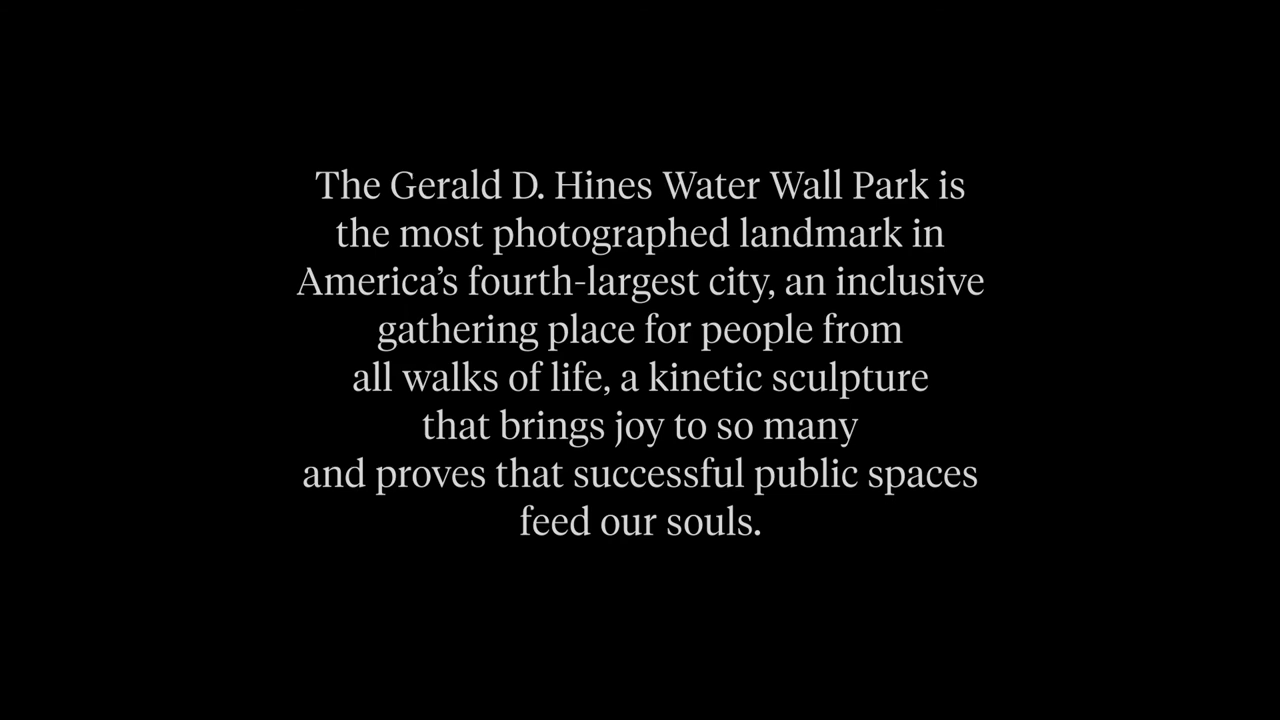 The Gerald D. Hines Water Wall Park is
the most photographed landmark in
America’s fourth-largest city, an inclusive
gathering place for people from
all walks of life, a kinetic sculpture
that brings joy to so many
and proves that successful public spaces
feed our souls.